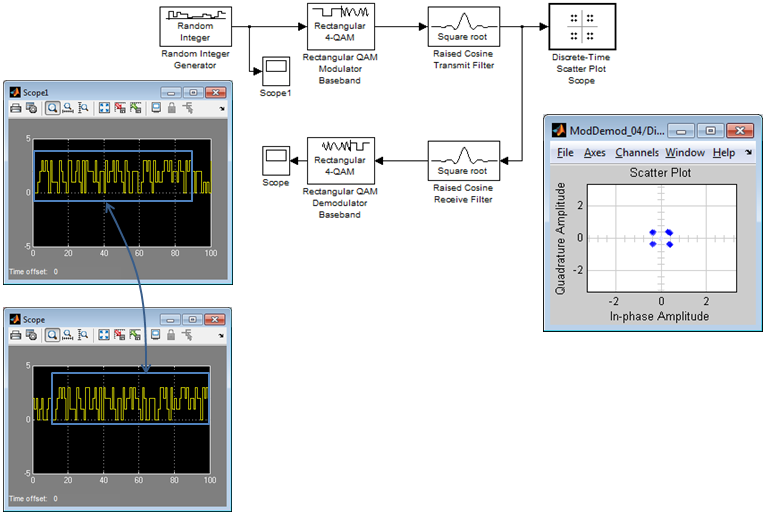 Random
Integer
Random Integer
Generator
Rectangular
4-QAM
Rectangular QAM
Modulator
Baseband
Square root
Raised Cosine
Transmit Filter
Discrete-Time
Scatter Plot
Scope
Scope1
Scope
Rectangular
4-QAM
Rectangular QAM
Demodulator
Baseband
Square root
Raised Cosine
Receive Filter
Scope1
5
0
-5
0 20 40 60 80 100
Time offset: 0
Scope
5
0
-5
0 20 40 60 80 100
Time offset: 0
ModDemod_04/Di...
File Axes Channels Window Help
Scatter Plot
Quadrature Amplitude
2
0
-2
-2 0 2
In-phase Amplitude